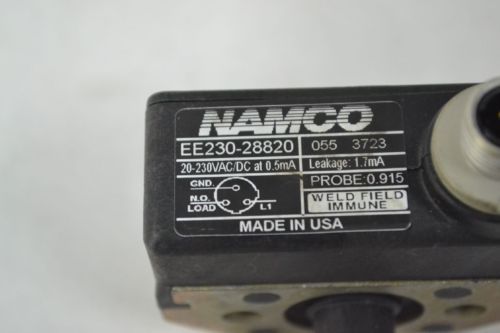 NAMCO
EE230-28820 055 3723
20-230VAC/DC at 0.5mA Leakage: 1.7mA
PROBE:0.915
GND.
N.O.
LOAD L1
WELD FIELD
IMMUNE
MADE IN USA